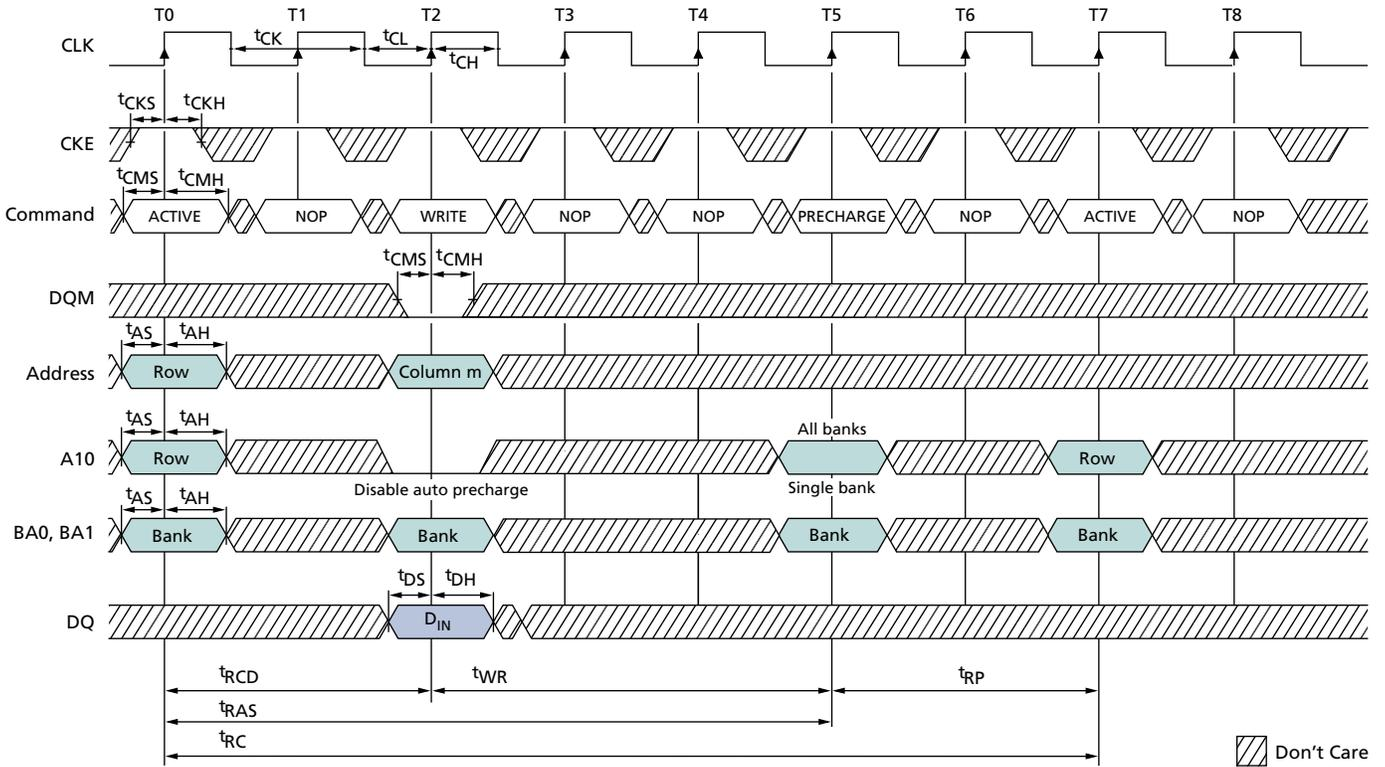 T0 T1 T2 T3 T4 T5 T6 T7 T8
CLK tCK tCL tCH
tCKS tCKH
CKE
tCMS tCMH
Command ACTIVE NOP WRITE NOP NOP PRECHARGE NOP ACTIVE NOP
tCMS tCMH
DQM
tAS tAH
Address Row Column m
tAS tAH All banks
A10 Row Row
Disable auto precharge Single bank
tAS tAH
BA0, BA1 Bank Bank Bank Bank
tDS tDH
DQ DIN
tRCD tWR tRP
tRAS
tRC
Don't Care